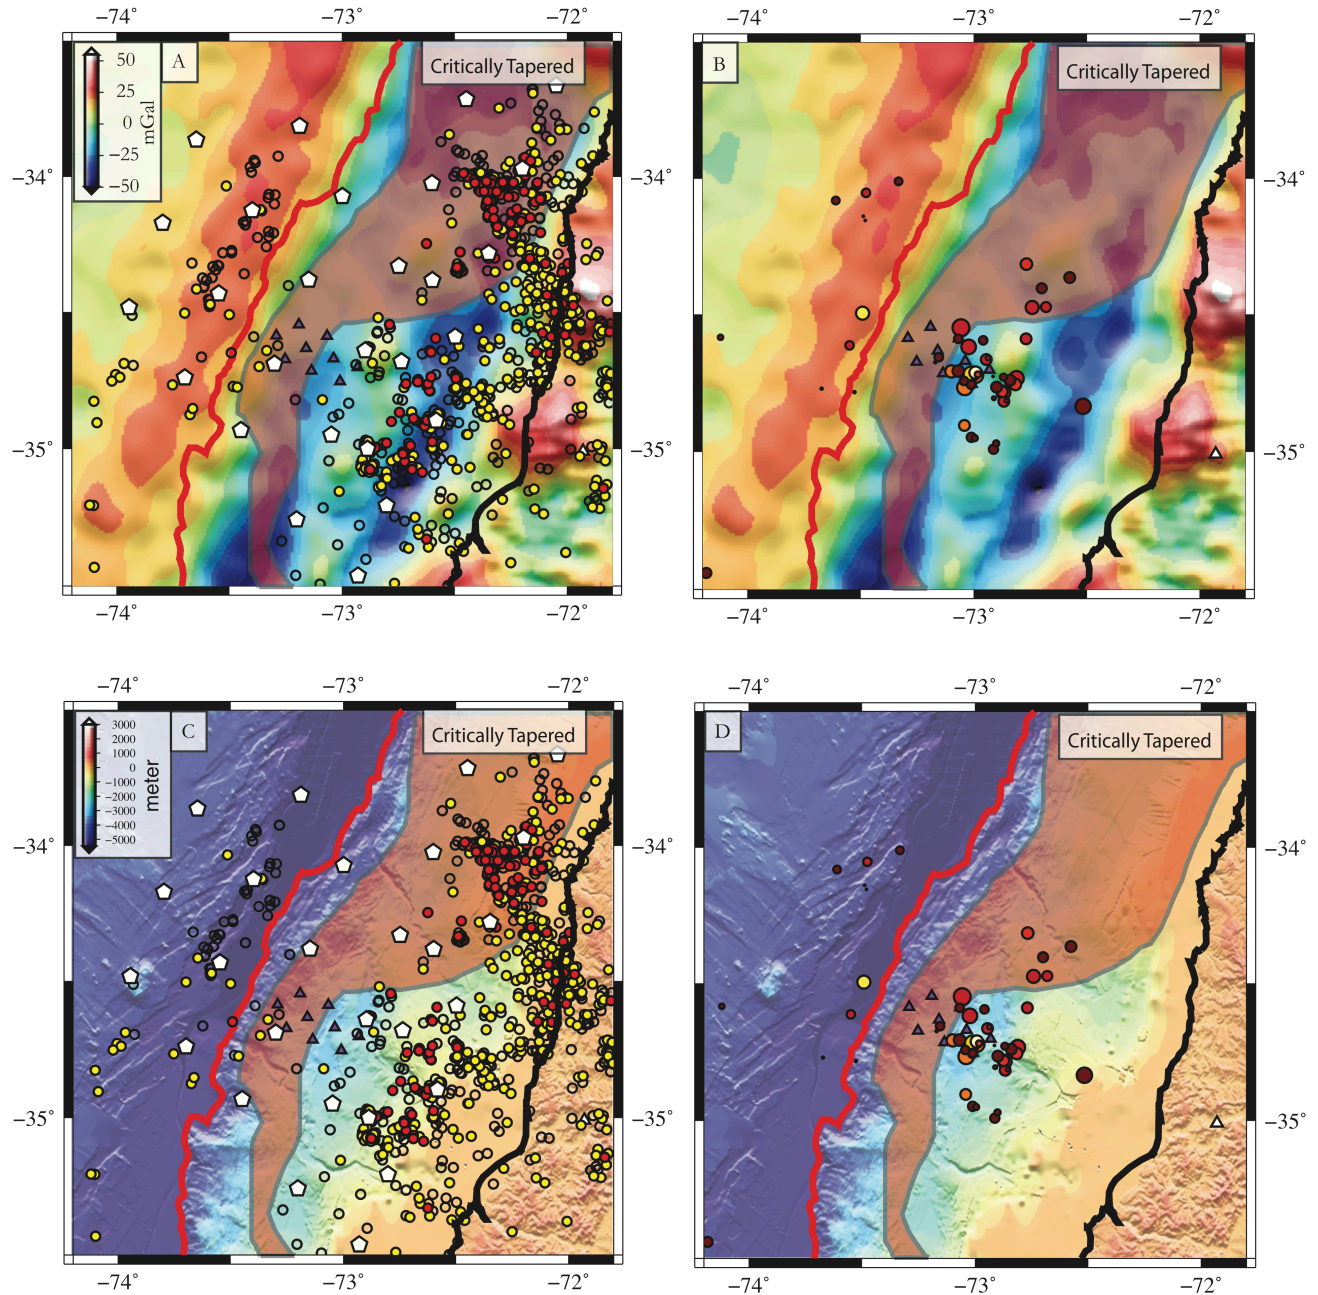 −74° −73° −72° −74° −73° −72°
50
25
0
−25
−50
mGal
A
Critically Tapered
B
Critically Tapered
−34° −34° −34°
−35° −35° −35°
−74° −73° −72° −74° −73° −72°
−74° −73° −72° −74° −73° −72°
3000
2000
1000
0
−1000
−2000
−3000
−4000
−5000
meter
C
Critically Tapered
D
Critically Tapered
−34° −34° −34°
−35° −35° −35°
−74° −73° −72° −74° −73° −72°